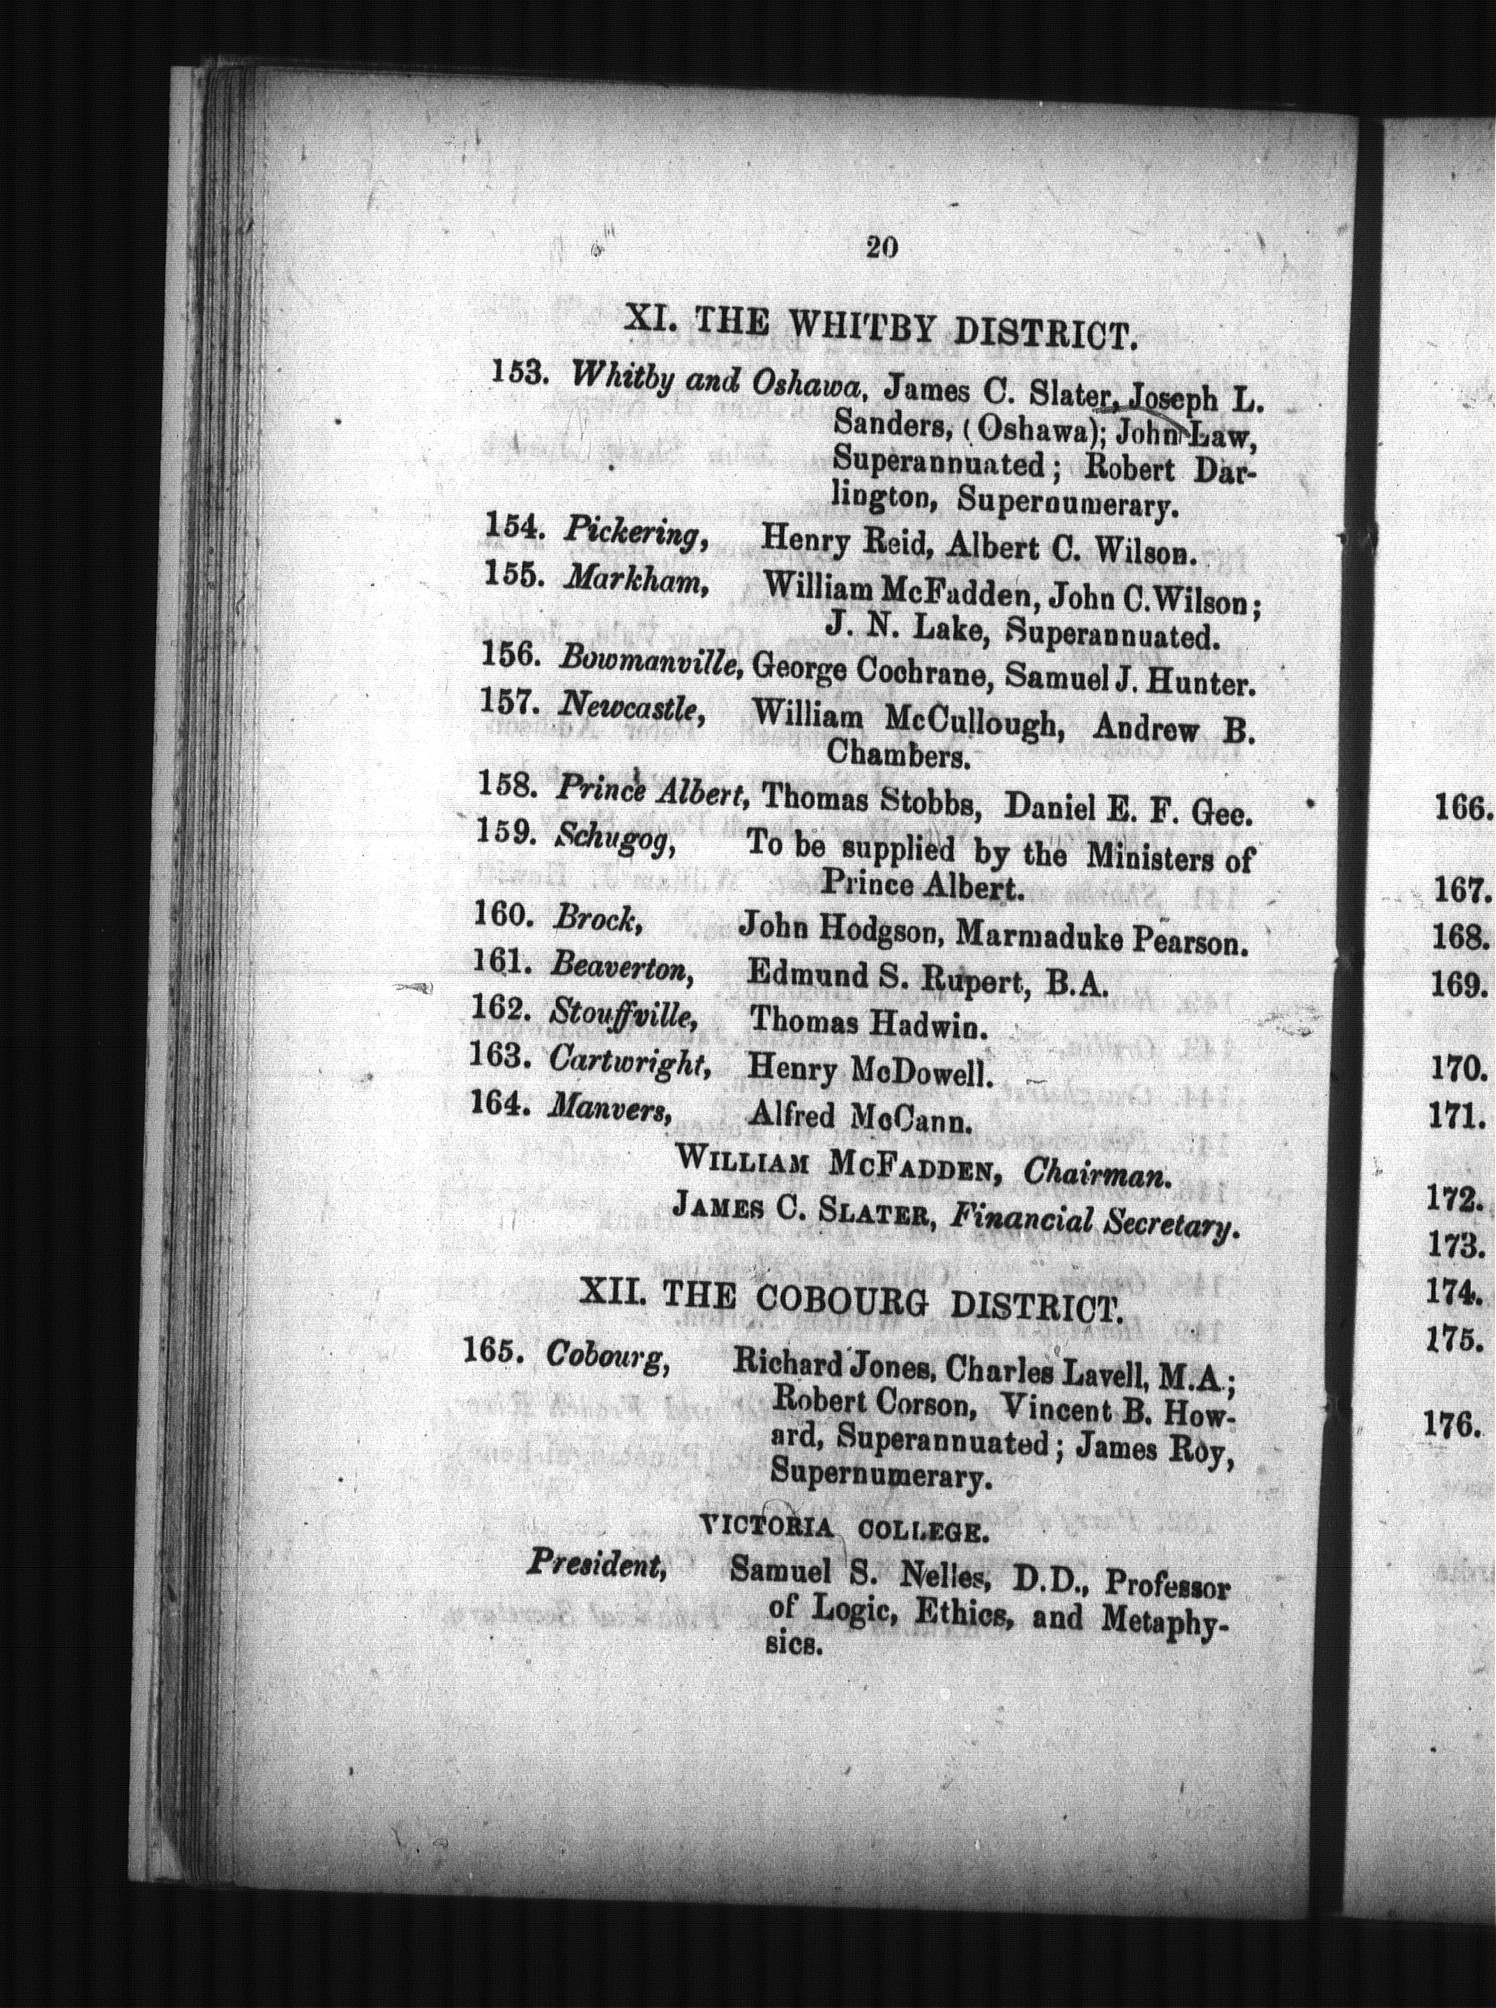 20
XI. THE WHITBY DISTRICT.
153. Whitby and Oshawa, James C. Slater, Joseph L.
Sanders, (Oshawa); John Law,
Superannuated; Robert Dar-
lington, Supernumerary.
154. Pickering, Henry Reid, Albert C. Wilson.
155. Markham, William McFadden, John C. Wilson;
J. N. Lake, Superannuated.
156. Bowmanville, George Cochrane, Samuel J. Hunter.
157. Newcastle, William McCullough, Andrew B.
Chambers.
158. Prince Albert, Thomas Stobbs, Daniel E. F. Gee.
159. Schugog, To be supplied by the Ministers of
Prince Albert.
160. Brock, John Hodgson, Marmaduke Pearson.
161. Beaverton, Edmund S. Rupert, B.A.
162. Stouffville, Thomas Hadwin.
163. Cartwright, Henry McDowell.
164. Manvers, Alfred McCann.
WILLIAM MCFADDEN, Chairman.
JAMES C. SLATER, Financial Secretary.
XII. THE COBOURG DISTRICT.
165. Cobourg, Richard Jones, Charles Lavell, M.A;
Robert Corson, Vincent B. How-
ard, Superannuated; James Roy,
Supernumerary.
VICTORIA COLLEGE.
President, Samuel S. Nelles, D.D., Professor
of Logic, Ethics, and Metaphy-
sics.
166.
167.
168.
169.
170.
171.
172.
173.
174.
175.
176.